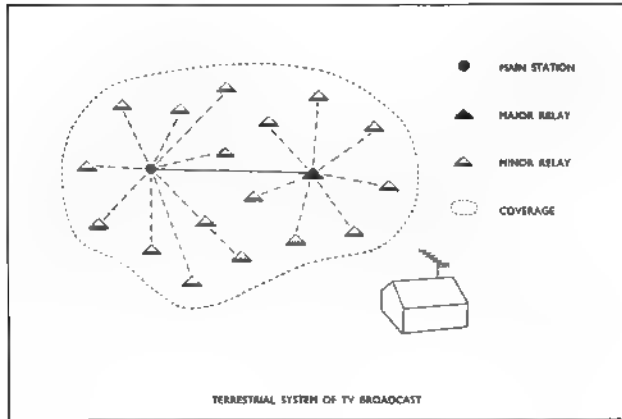 MAIN STATION
MAJOR RELAY
MINOR RELAY
COVERAGE
TERRESTRIAL SYSTEM OF TV BROADCAST